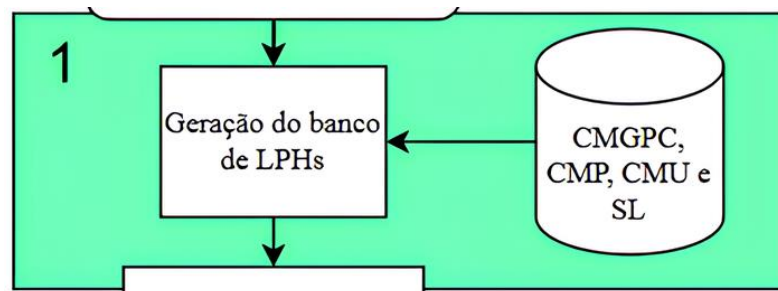 1
Geração do banco
de LPHs
CMGPC,
CMP, CMU e
SL